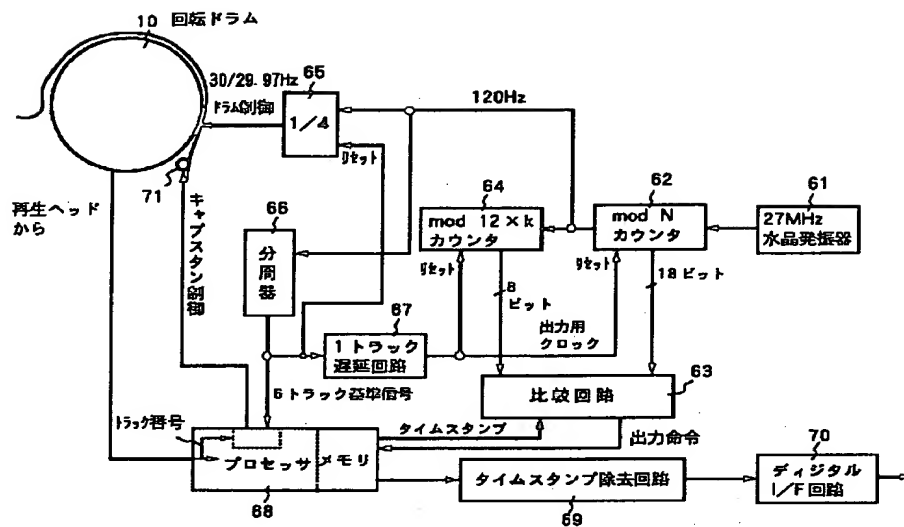 10 回転ドラム
30/29.97Hz
ドラム制御
65
1/4
リセット
120Hz
71
再生ヘッド
から
キャプスタン制御
66
分周器
64
mod 12×k
カウンタ
リセット
62
mod N
カウンタ
リセット
61
27MHz
水晶発振器
8
ビット
18ビット
67
1トラック
遅延回路
出力用
クロック
6トラック基準信号
比較回路
63
トラック番号
タイムスタンプ
出力命令
プロセッサ
メモリ
68
タイムスタンプ除去回路
69
70
ディジタル
I/F回路